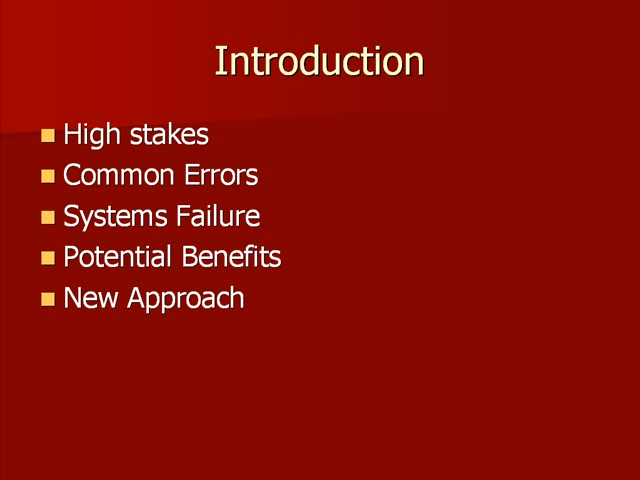 Introduction
High stakes
Common Errors
Systems Failure
Potential Benefits
New Approach